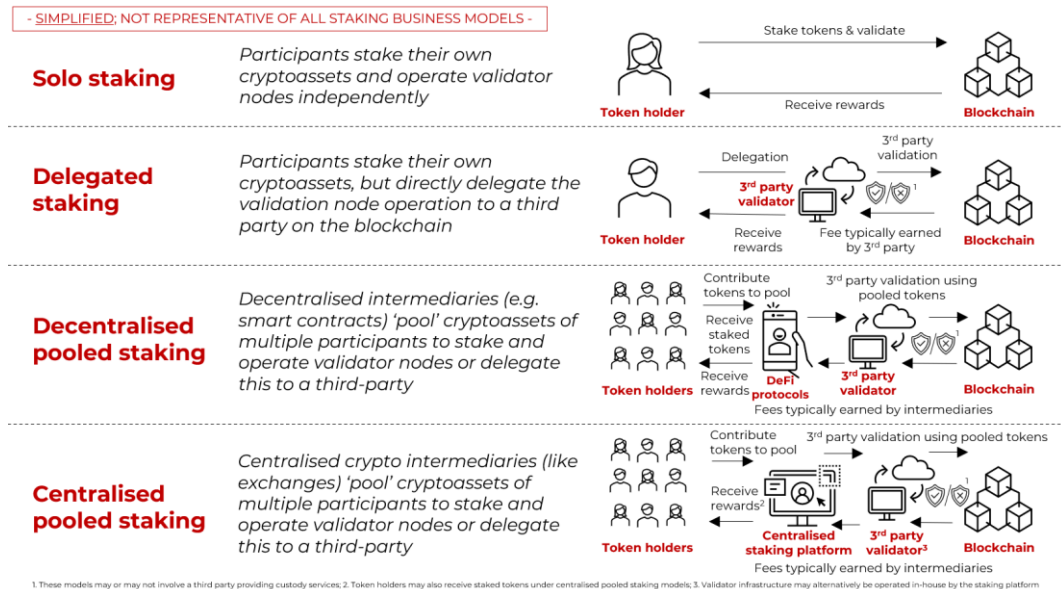 - SIMPLIFIED; NOT REPRESENTATIVE OF ALL STAKING BUSINESS MODELS -
Solo staking
Participants stake their own
cryptoassets and operate validator
nodes independently
Stake tokens & validate
Receive rewards
Token holder
Blockchain
Delegated
staking
Participants stake their own
cryptoassets, but directly delegate the
validation node operation to a third
party on the blockchain
Delegation
3rd party
validation
3rd party
validator
1
Receive
rewards
Fee typically earned
by 3rd party
Token holder
Blockchain
Decentralised
pooled staking
Decentralised intermediaries (e.g.
smart contracts) ‘pool’ cryptoassets of
multiple participants to stake and
operate validator nodes or delegate
this to a third-party
Contribute
tokens to pool
3rd party validation using
pooled tokens
Receive
staked
tokens
1
Receive
rewards
Token holders
DeFi
protocols
3rd party
validator
Blockchain
Fees typically earned by intermediaries
Centralised
pooled staking
Centralised crypto intermediaries (like
exchanges) ‘pool’ cryptoassets of
multiple participants to stake and
operate validator nodes or delegate
this to a third-party
Contribute
tokens to pool
3rd party validation using pooled tokens
Receive
rewards2
1
Token holders
Centralised
staking platform
3rd party
validator3
Blockchain
Fees typically earned by intermediaries
1. These models may or may not involve a third party providing custody services; 2. Token holders may also receive staked tokens under centralised pooled staking models; 3. Validator infrastructure may alternatively be operated in-house by the staking platform